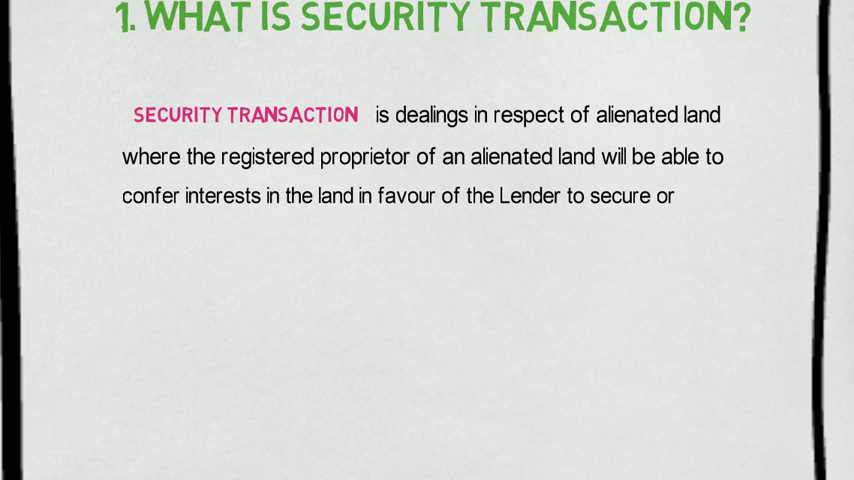 1. WHAT IS SECURITY TRANSACTION?
SECURITY TRANSACTION is dealings in respect of alienated land
where the registered proprietor of an alienated land will be able to
confer interests in the land in favour of the Lender to secure or